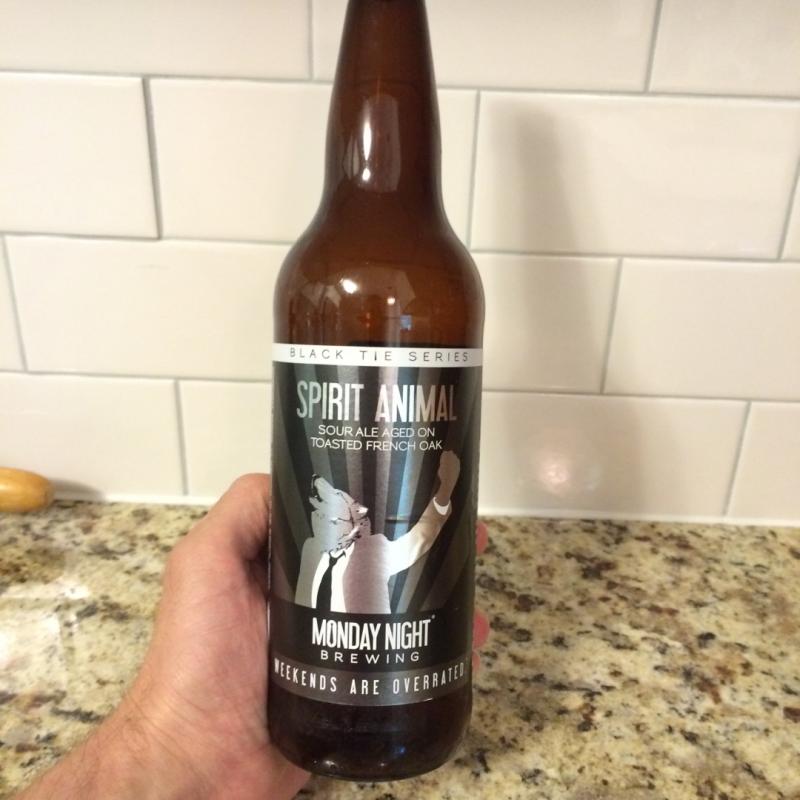 BLACK TIE SERIES
SPIRIT ANIMAL
SOUR ALE AGED ON
TOASTED FRENCH OAK
MONDAY NIGHT®
BREWING
WEEKENDS ARE OVERRATED